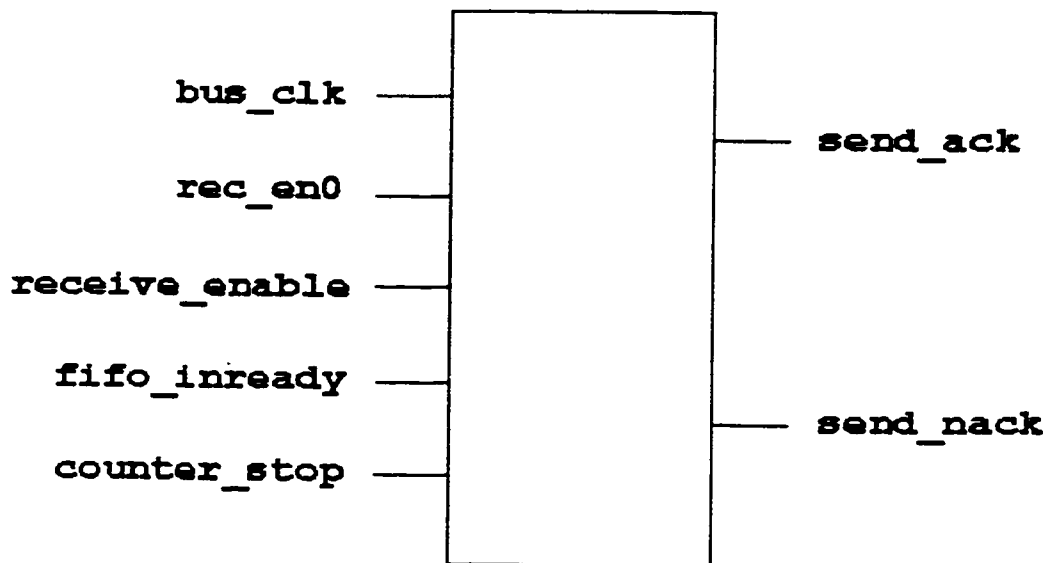 bus_clk
rec_en0
receive_enable
fifo_inready
counter_stop
send_ack
send_nack